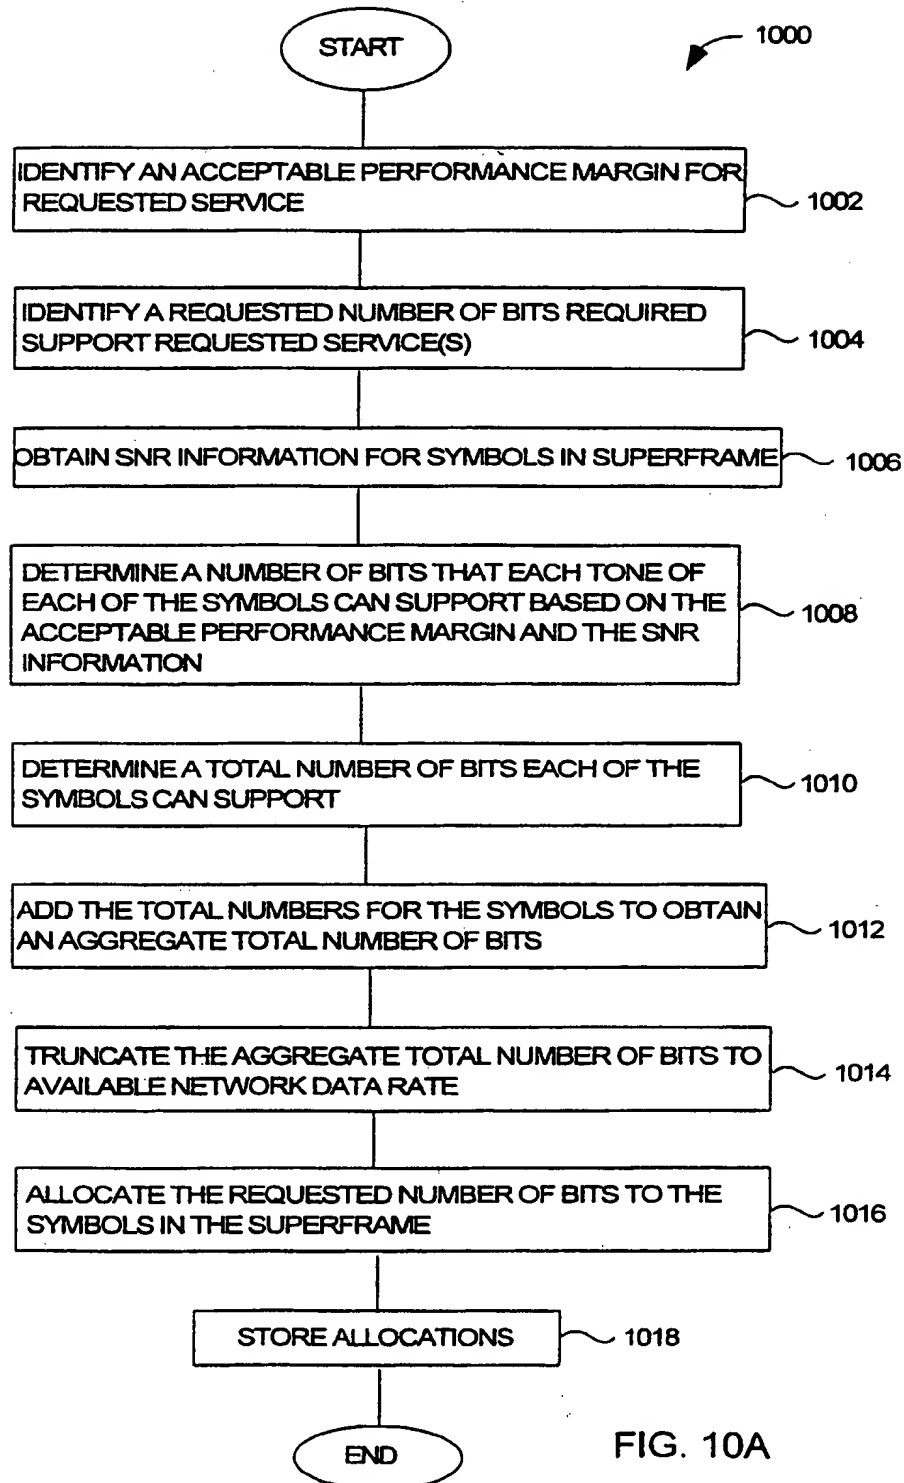 START
1000
IDENTIFY AN ACCEPTABLE PERFORMANCE MARGIN FOR
REQUESTED SERVICE
1002
IDENTIFY A REQUESTED NUMBER OF BITS REQUIRED
SUPPORT REQUESTED SERVICE(S)
1004
OBTAIN SNR INFORMATION FOR SYMBOLS IN SUPERFRAME
1006
DETERMINE A NUMBER OF BITS THAT EACH TONE OF
EACH OF THE SYMBOLS CAN SUPPORT BASED ON THE
ACCEPTABLE PERFORMANCE MARGIN AND THE SNR
INFORMATION
1008
DETERMINE A TOTAL NUMBER OF BITS EACH OF THE
SYMBOLS CAN SUPPORT
1010
ADD THE TOTAL NUMBERS FOR THE SYMBOLS TO OBTAIN
AN AGGREGATE TOTAL NUMBER OF BITS
1012
TRUNCATE THE AGGREGATE TOTAL NUMBER OF BITS TO
AVAILABLE NETWORK DATA RATE
1014
ALLOCATE THE REQUESTED NUMBER OF BITS TO THE
SYMBOLS IN THE SUPERFRAME
1016
STORE ALLOCATIONS
1018
END
FIG. 10A